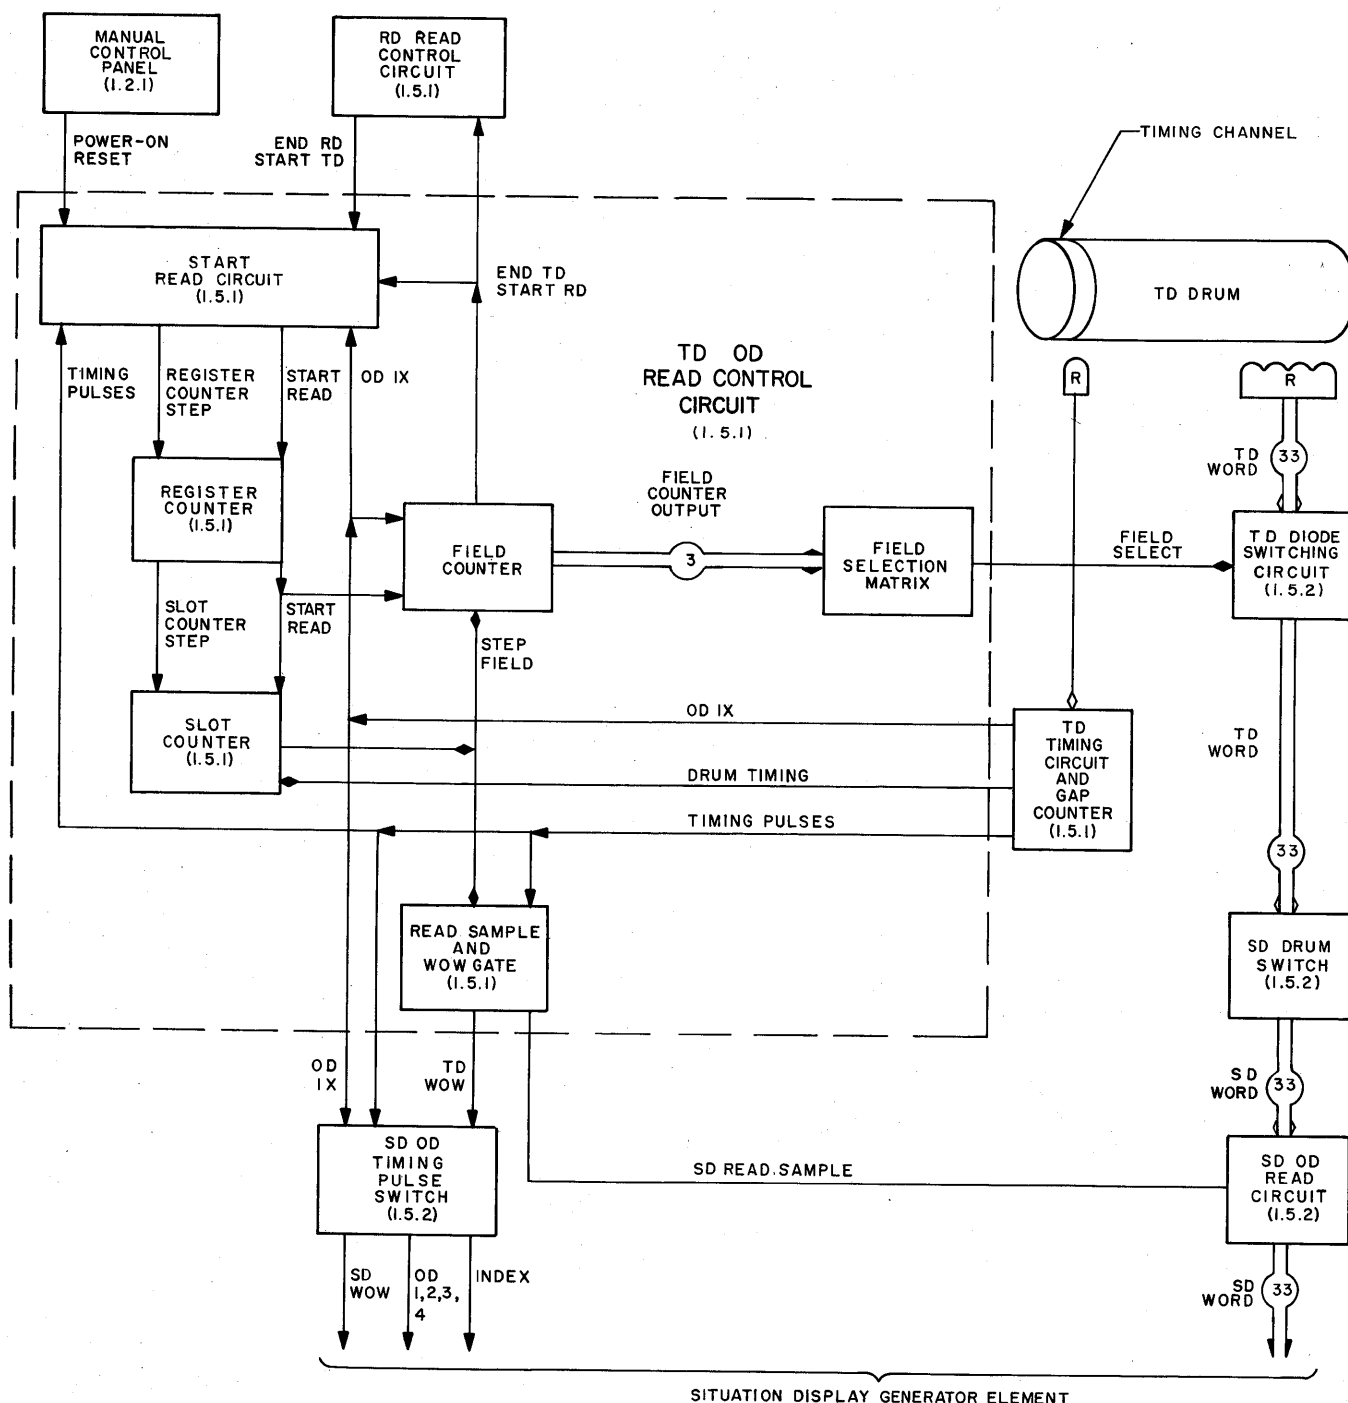 MANUAL
CONTROL
PANEL
(1.2.1)
RD READ
CONTROL
CIRCUIT
(1.5.1)
POWER-ON
RESET
END RD
START TD
TIMING CHANNEL
START
READ CIRCUIT
(1.5.1)
END TD
START RD
TD DRUM
TIMING
PULSES
REGISTER
COUNTER
STEP
START
READ
OD IX
TD OD
READ CONTROL
CIRCUIT
(1.5.1)
R
R
TD
WORD
33
REGISTER
COUNTER
(1.5.1)
FIELD
COUNTER
FIELD
COUNTER
OUTPUT
3
FIELD
SELECTION
MATRIX
FIELD
SELECT
TD DIODE
SWITCHING
CIRCUIT
(1.5.2)
SLOT
COUNTER
STEP
START
READ
STEP
FIELD
SLOT
COUNTER
(1.5.1)
OD IX
DRUM TIMING
TIMING PULSES
TD
TIMING
CIRCUIT
AND
GAP
COUNTER
(1.5.1)
TD
WORD
33
READ SAMPLE
AND
WOW GATE
(1.5.1)
SD DRUM
SWITCH
(1.5.2)
OD
IX
TD
WOW
SD
WORD
33
SD OD
TIMING
PULSE
SWITCH
(1.5.2)
SD READ SAMPLE
SD OD
READ
CIRCUIT
(1.5.2)
SD
WOW
OD
1,2,3,
4
INDEX
SD
WORD
33
SITUATION DISPLAY GENERATOR ELEMENT